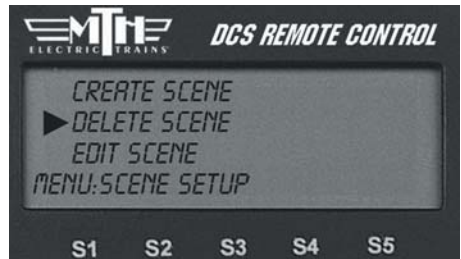 MTH
ELECTRIC TRAINS
DCS REMOTE CONTROL
CREATE SCENE
DELETE SCENE
EDIT SCENE
MENU:SCENE SETUP
S1 S2 S3 S4 S5